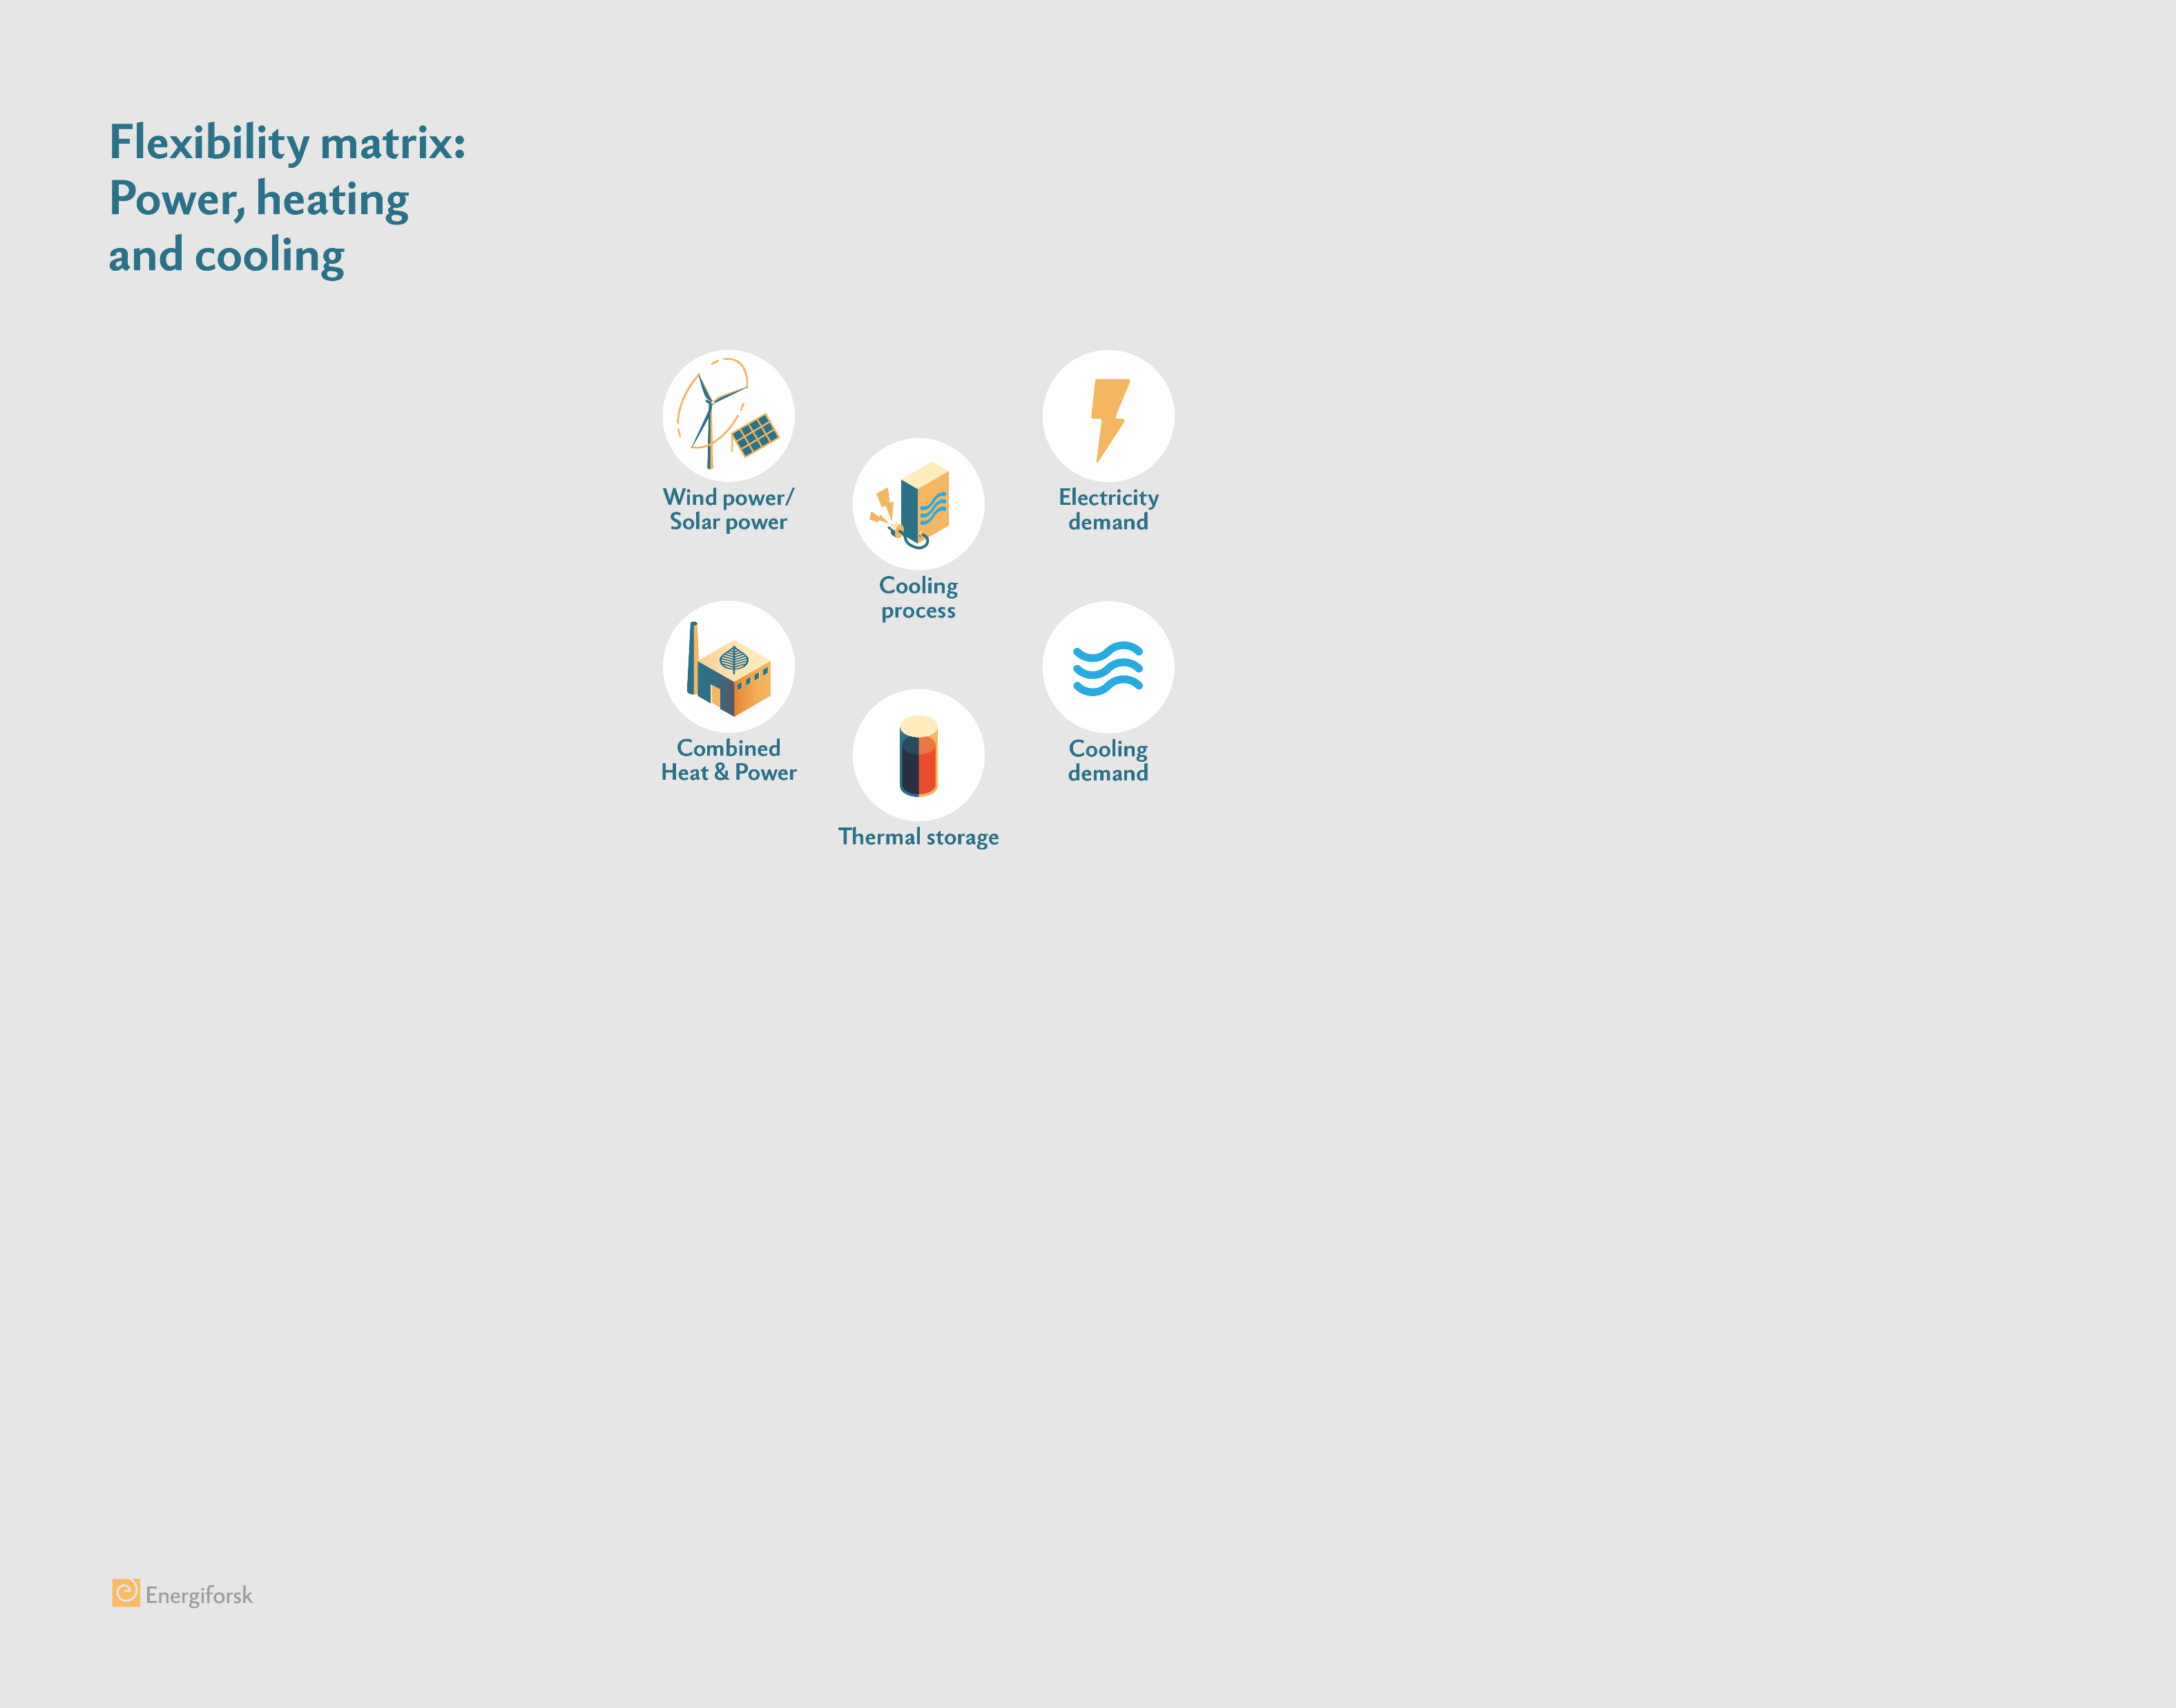 Flexibility matrix:
Power, heating
and cooling
Wind power/
Solar power
Electricity
demand
Cooling
process
Combined
Heat & Power
Cooling
demand
Thermal storage
Energiforsk